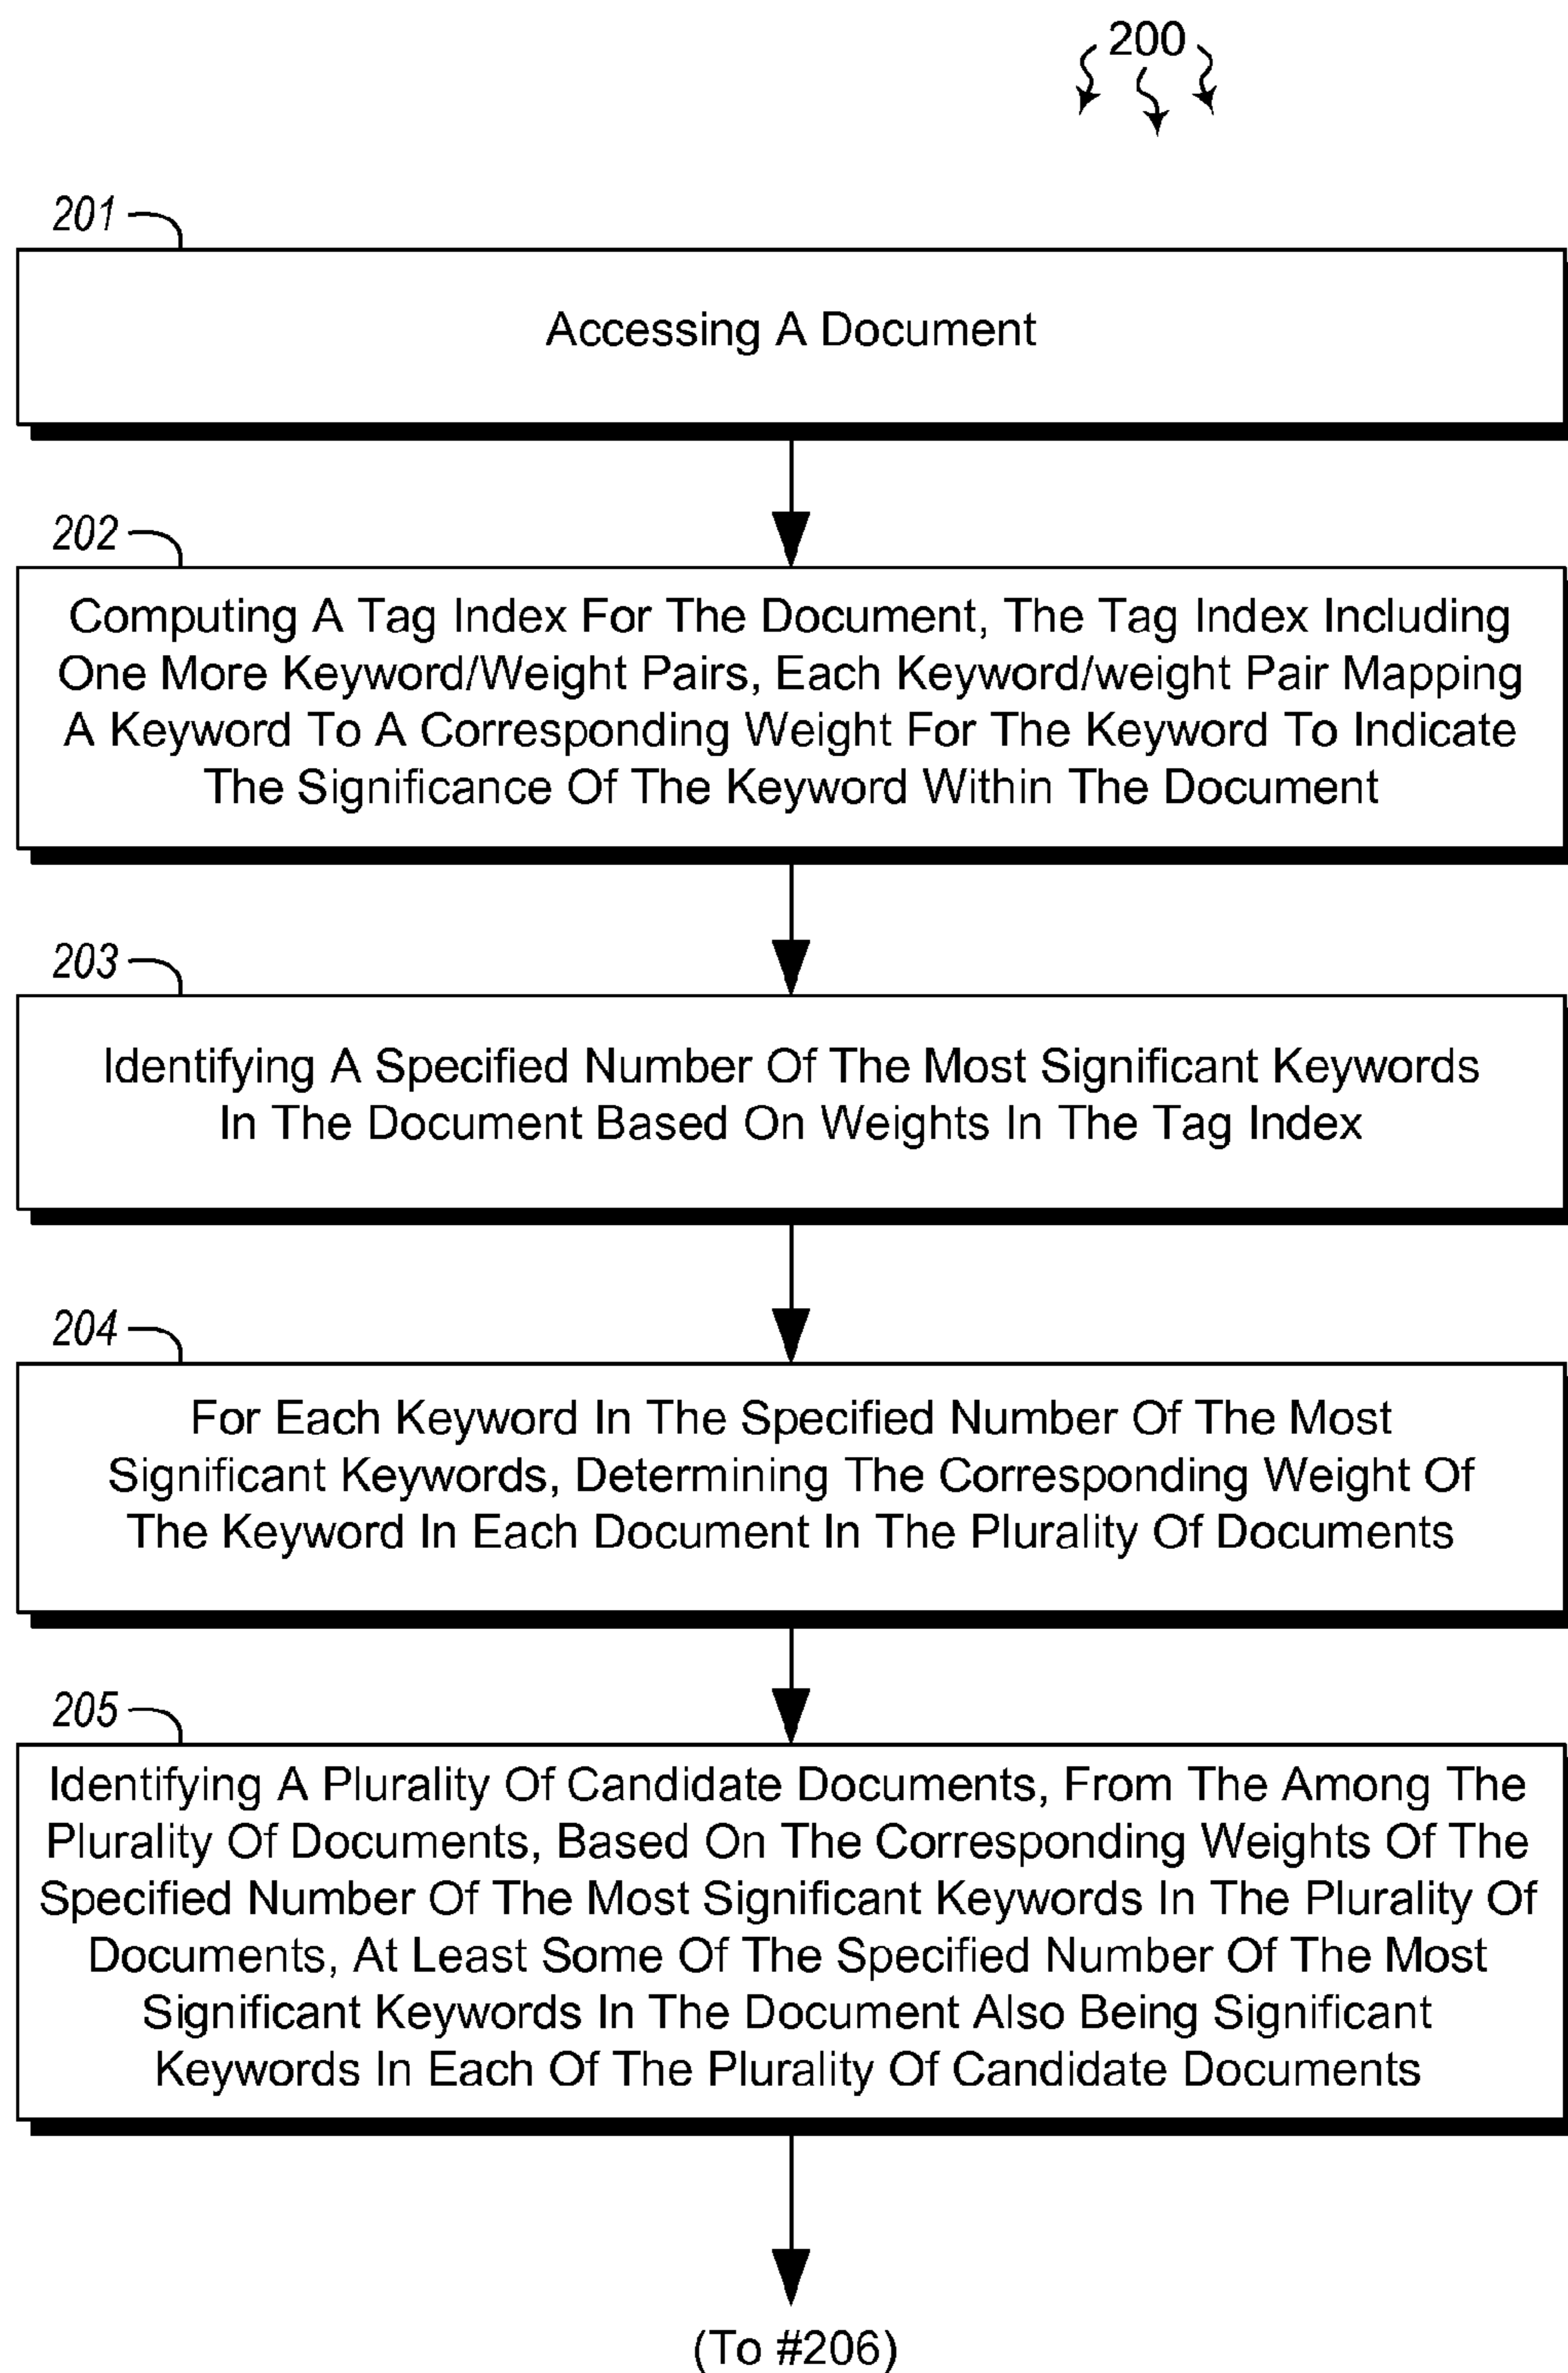 200
201
Accessing A Document
202
Computing A Tag Index For The Document, The Tag Index Including
One More Keyword/Weight Pairs, Each Keyword/weight Pair Mapping
A Keyword To A Corresponding Weight For The Keyword To Indicate
The Significance Of The Keyword Within The Document
203
Identifying A Specified Number Of The Most Significant Keywords
In The Document Based On Weights In The Tag Index
204
For Each Keyword In The Specified Number Of The Most
Significant Keywords, Determining The Corresponding Weight Of
The Keyword In Each Document In The Plurality Of Documents
205
Identifying A Plurality Of Candidate Documents, From The Among The
Plurality Of Documents, Based On The Corresponding Weights Of The
Specified Number Of The Most Significant Keywords In The Plurality Of
Documents, At Least Some Of The Specified Number Of The Most
Significant Keywords In The Document Also Being Significant
Keywords In Each Of The Plurality Of Candidate Documents
(To #206)